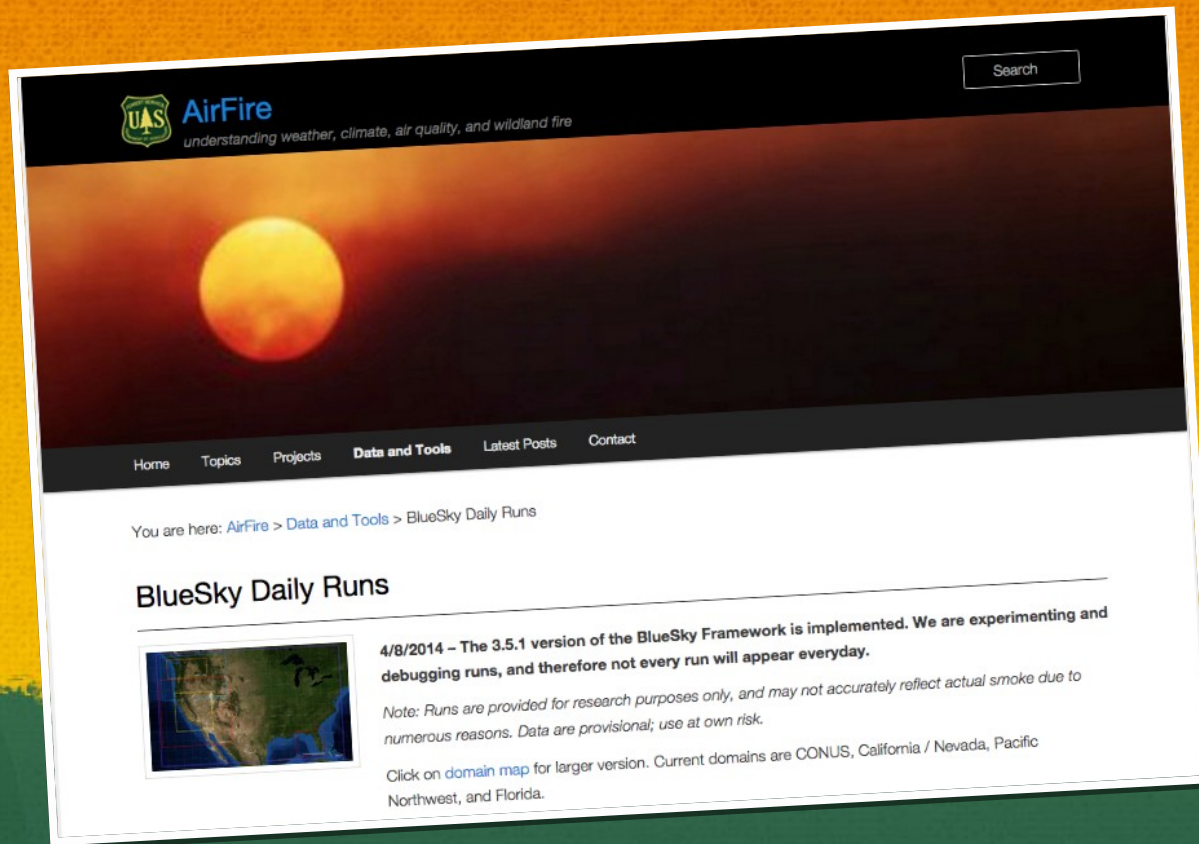 Search
AirFire
UAS
understanding weather, climate, air quality, and wildland fire
Home Topics Projects Data and Tools Latest Posts Contact
You are here: AirFire > Data and Tools > BlueSky Daily Runs
BlueSky Daily Runs
4/8/2014 – The 3.5.1 version of the BlueSky Framework is implemented. We are experimenting and
debugging runs, and therefore not every run will appear everyday.
Note: Runs are provided for research purposes only, and may not accurately reflect actual smoke due to
numerous reasons. Data are provisional; use at own risk.
Click on domain map for larger version. Current domains are CONUS, California / Nevada, Pacific
Northwest, and Florida.